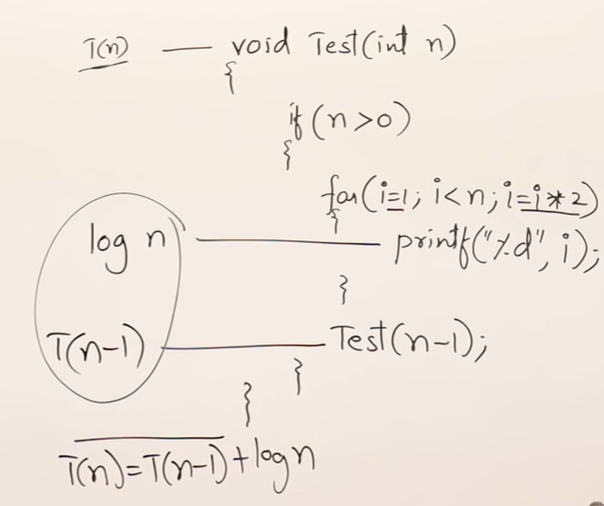 T(n) — void Test(int n)
{
if (n>0)
{
for(i=1; i<n; i=i*2)
{
log n — printf("%d", i);
}
T(n-1) — Test(n-1);
}
}
T(n)=T(n-1)+log n